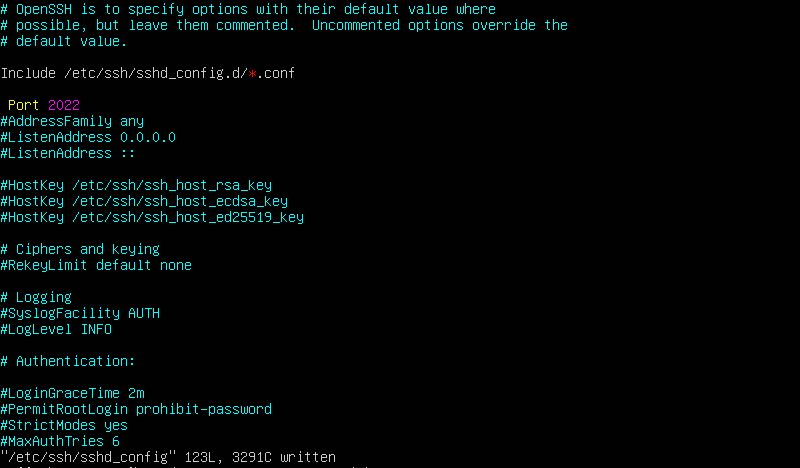 # OpenSSH is to specify options with their default value where
# possible, but leave them commented.  Uncommented options override the
# default value.
Include /etc/ssh/sshd_config.d/*.conf
Port 2022
#AddressFamily any
#ListenAddress 0.0.0.0
#ListenAddress ::
#HostKey /etc/ssh/ssh_host_rsa_key
#HostKey /etc/ssh/ssh_host_ecdsa_key
#HostKey /etc/ssh/ssh_host_ed25519_key
# Ciphers and keying
#RekeyLimit default none
# Logging
#SyslogFacility AUTH
#LogLevel INFO
# Authentication:
#LoginGraceTime 2m
#PermitRootLogin prohibit-password
#StrictModes yes
#MaxAuthTries 6
"/etc/ssh/sshd_config" 123L, 3291C written